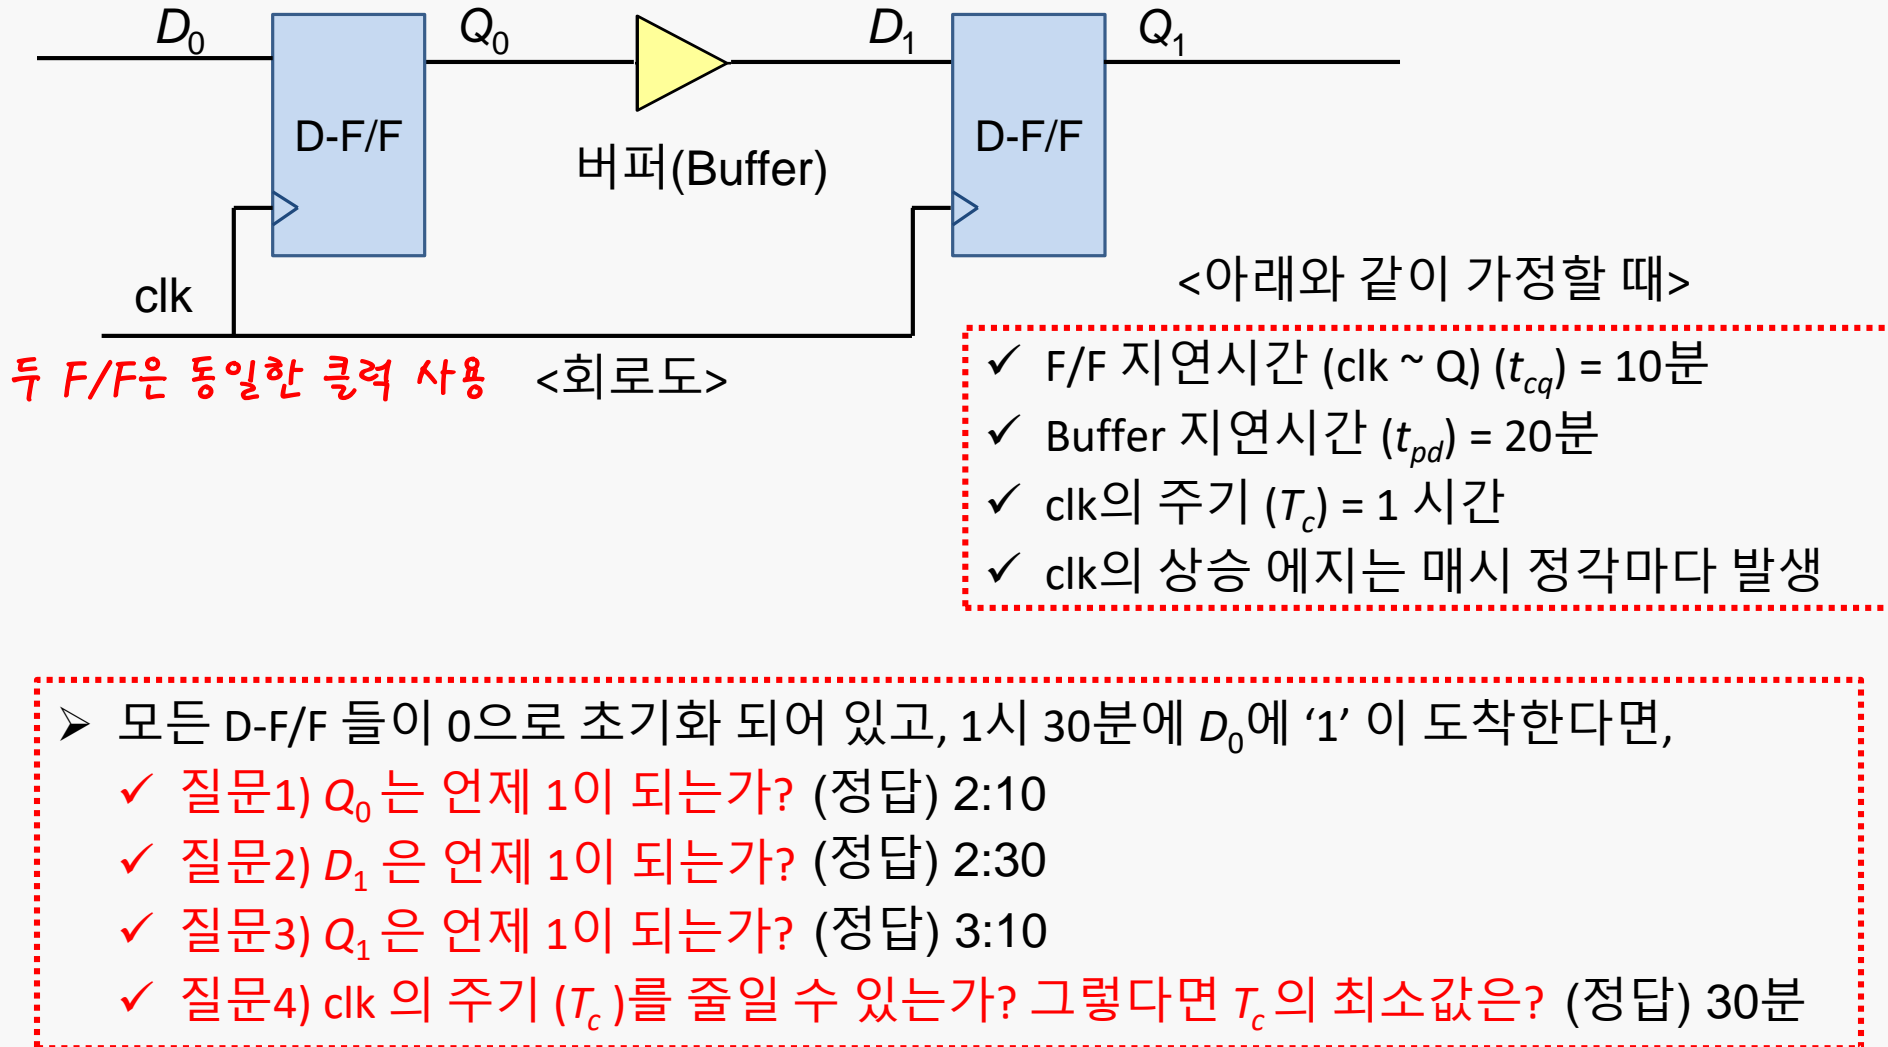 D0 Q0 D1 Q1
D-F/F D-F/F
버퍼(Buffer)
clk
<아래와 같이 가정할 때>
두 F/F은 동일한 클럭 사용 <회로도>
✓ F/F 지연시간 (clk ~ Q) (tcq) = 10분
✓ Buffer 지연시간 (tpd) = 20분
✓ clk의 주기 (Tc) = 1 시간
✓ clk의 상승 에지는 매시 정각마다 발생
➢ 모든 D-F/F 들이 0으로 초기화 되어 있고, 1시 30분에 D0에 ‘1’ 이 도착한다면,
✓ 질문1) Q0 는 언제 1이 되는가? (정답) 2:10
✓ 질문2) D1 은 언제 1이 되는가? (정답) 2:30
✓ 질문3) Q1 은 언제 1이 되는가? (정답) 3:10
✓ 질문4) clk 의 주기 (Tc )를 줄일 수 있는가? 그렇다면 Tc 의 최소값은? (정답) 30분